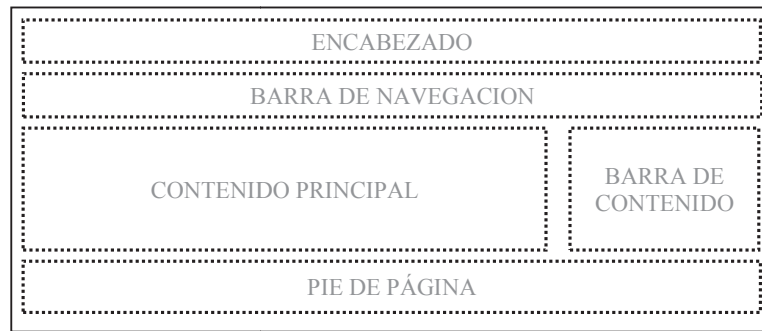 ENCABEZADO
BARRA DE NAVEGACION
CONTENIDO PRINCIPAL
BARRA DE
CONTENIDO
PIE DE PÁGINA